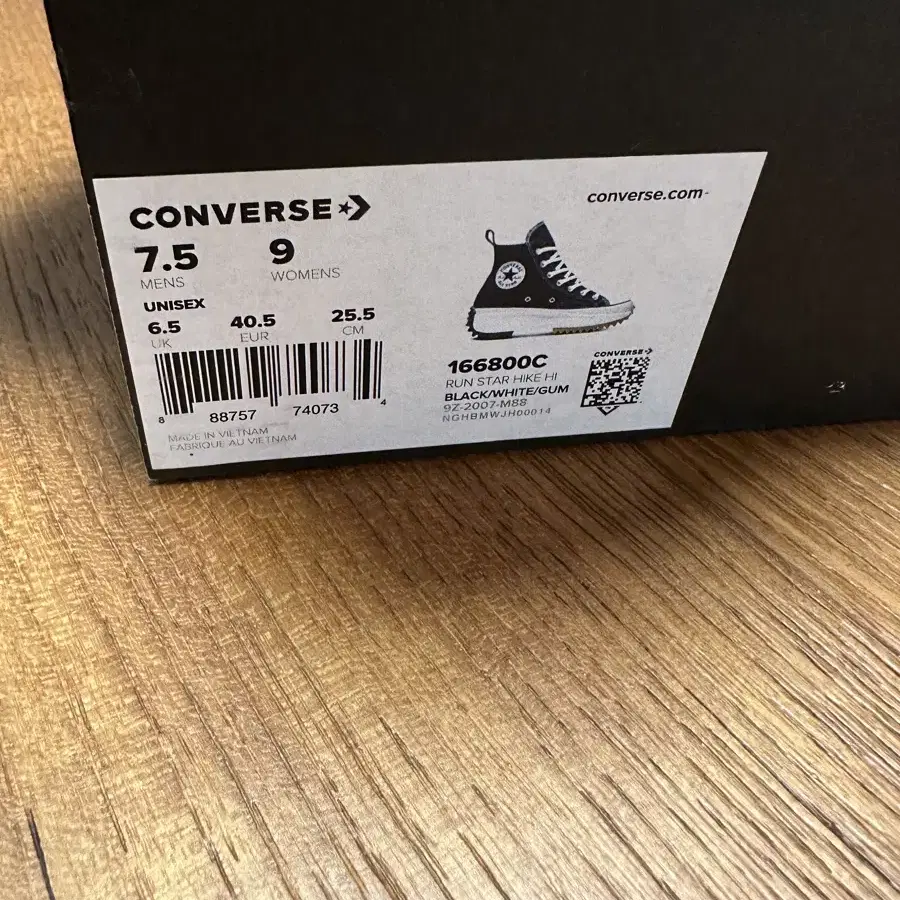 CONVERSE
converse.com
7.5 9
MENS WOMENS
UNISEX
6.5 40.5 25.5
UK EUR CM
8 88757 74073 4
MADE IN VIETNAM
FABRIQUE AU VIETNAM
166800C
RUN STAR HIKE HI
BLACK/WHITE/GUM
9Z-2007-M88
NGHBMWJH00014
CONVERSE